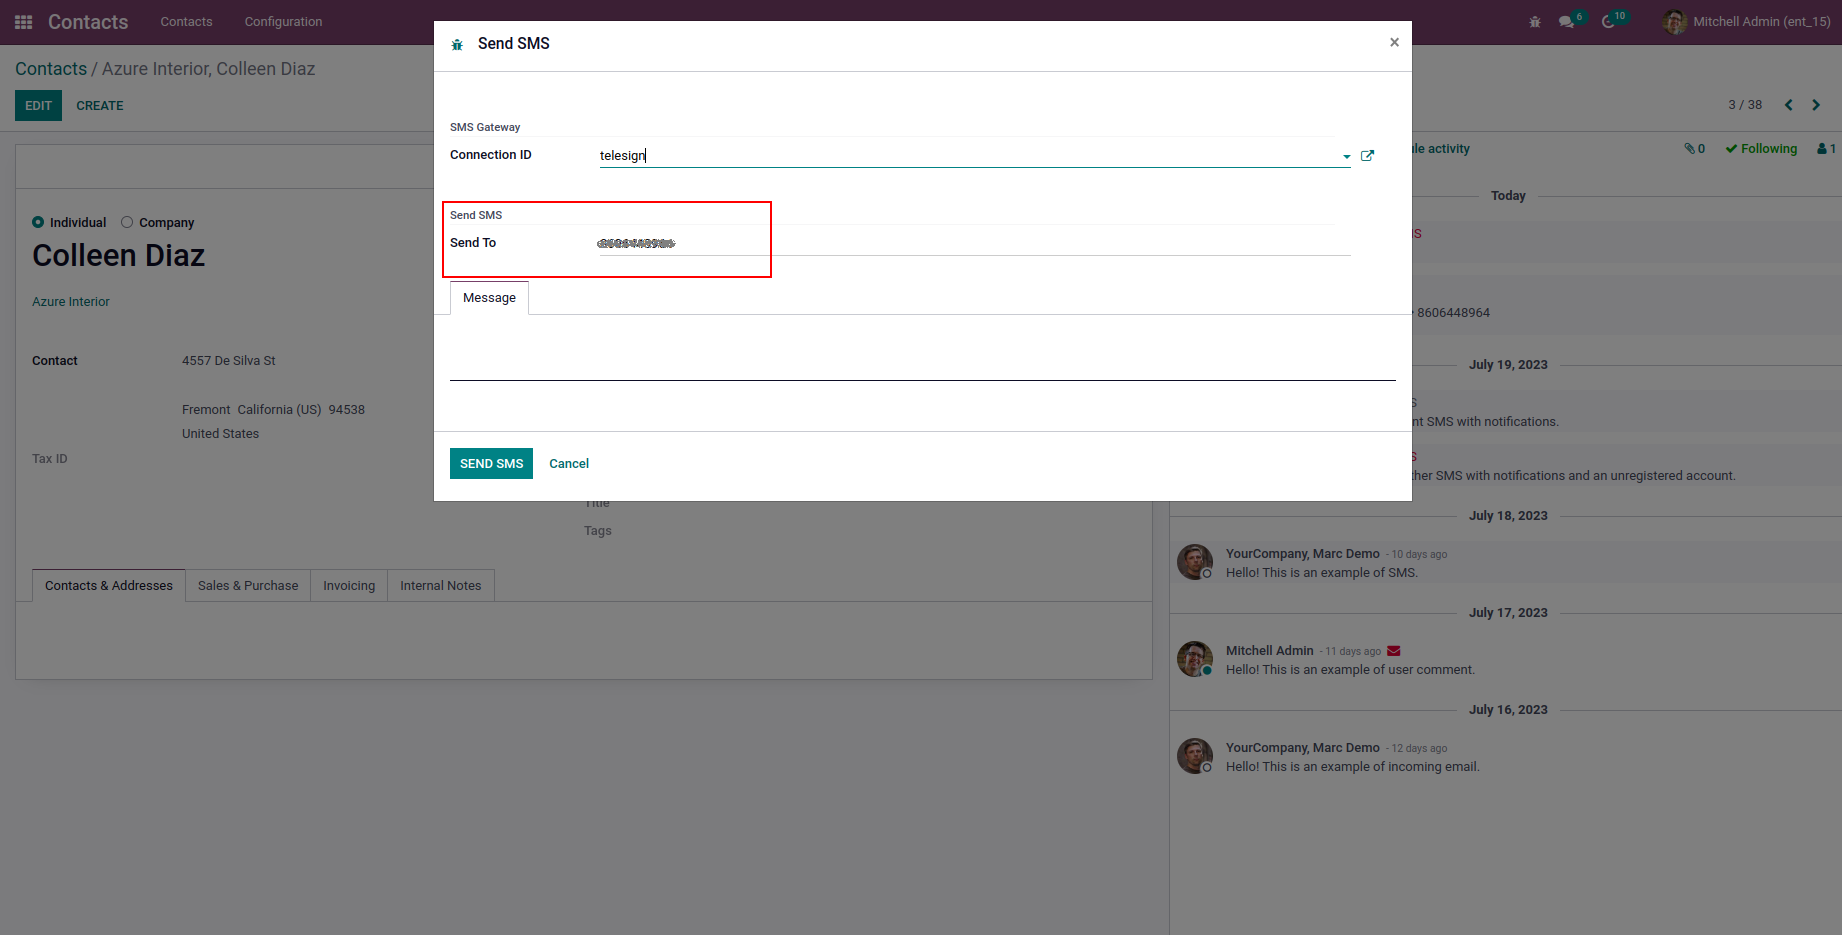 Contacts Contacts Configuration 6 10 Mitchell Admin (ent_15)
Send SMS ×
Contacts / Azure Interior, Colleen Diaz
EDIT CREATE 3 / 38
SMS Gateway
Connection ID telesign
activity 0 Following 1
Today
Send SMS
Send To
Individual Company
Colleen Diaz
Message
Azure Interior
8606448964
Contact 4557 De Silva St
July 19, 2023
Fremont California (US) 94538
SMS with notifications.
United States
Tax ID
SEND SMS Cancel
SMS with notifications and an unregistered account.
Title
July 18, 2023
Tags
YourCompany, Marc Demo - 10 days ago
Hello! This is an example of SMS.
Contacts & Addresses Sales & Purchase Invoicing Internal Notes
July 17, 2023
Mitchell Admin - 11 days ago
Hello! This is an example of user comment.
July 16, 2023
YourCompany, Marc Demo - 12 days ago
Hello! This is an example of incoming email.